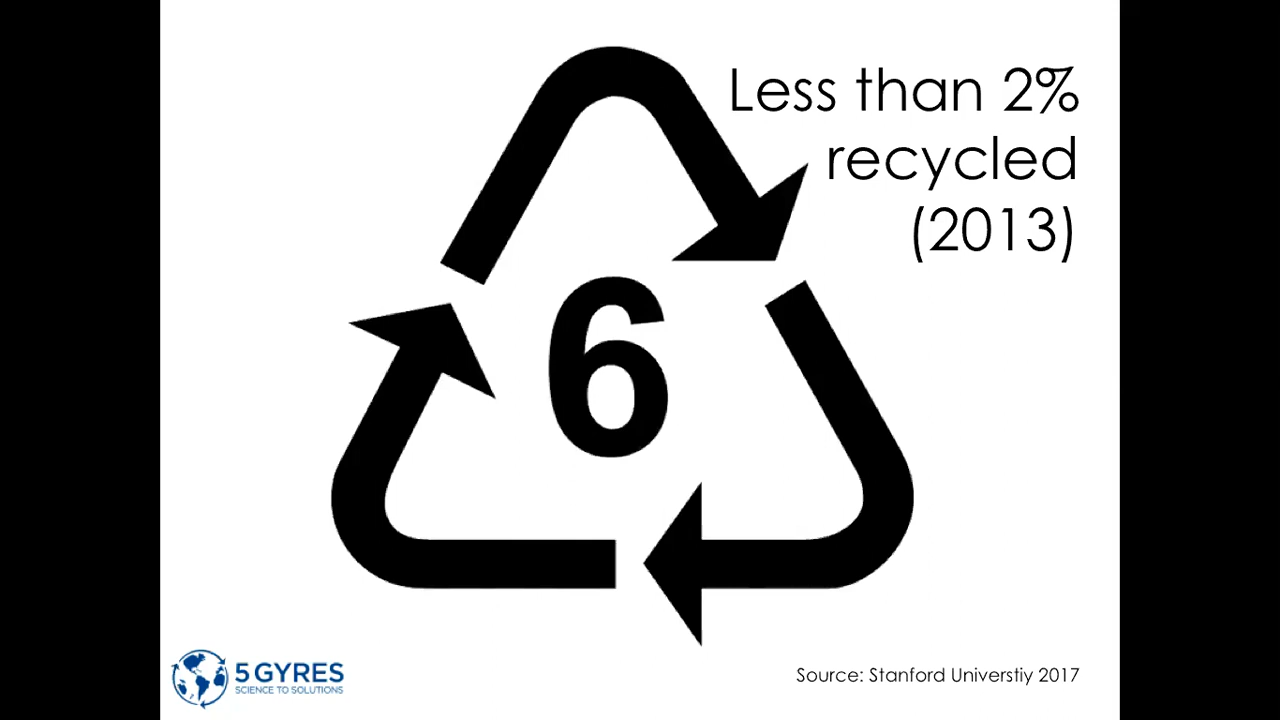 Less than 2%
recycled
(2013)
6
5 GYRES
SCIENCE TO SOLUTIONS
Source: Stanford Universtiy 2017